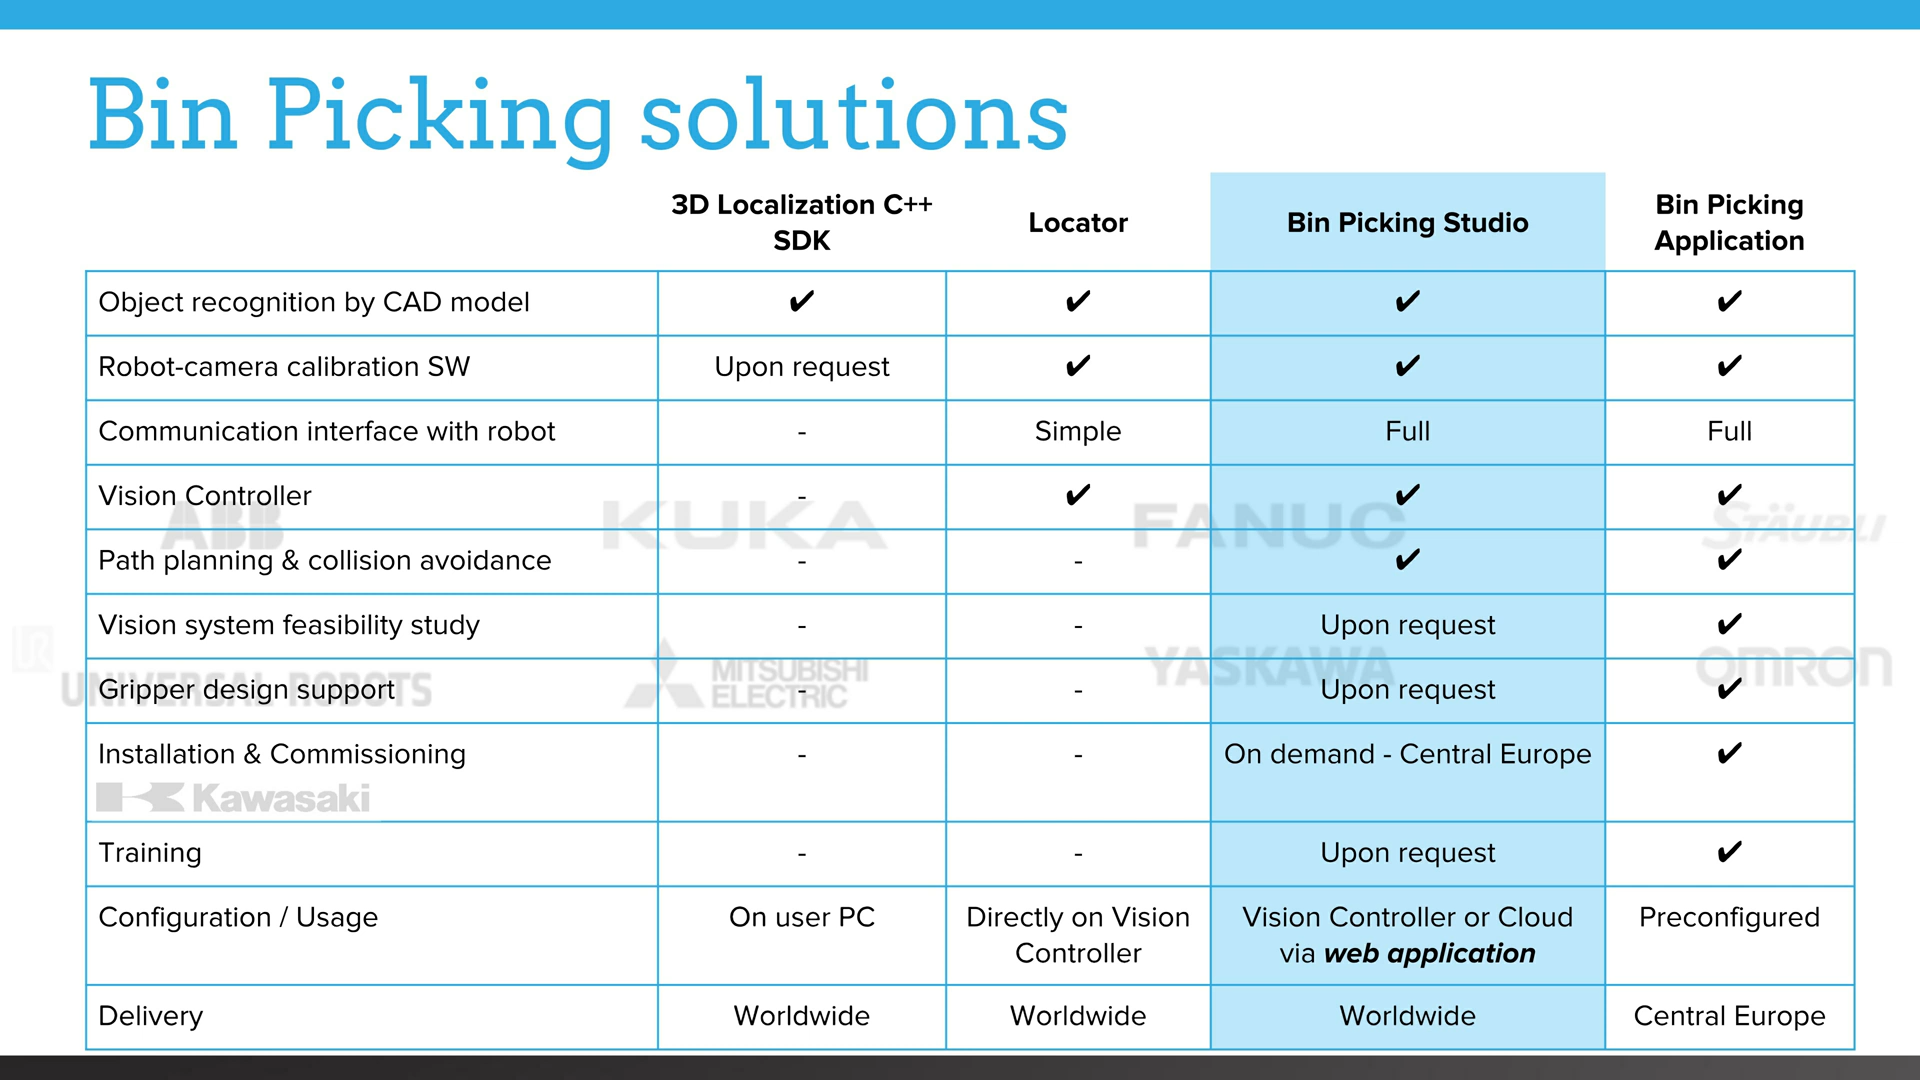 Bin Picking solutions
3D Localization C++ SDK Locator Bin Picking Studio Bin Picking Application
Object recognition by CAD model ✔ ✔ ✔ ✔
Robot-camera calibration SW Upon request ✔ ✔ ✔
Communication interface with robot - Simple Full Full
Vision Controller - ✔ ✔ ✔
ABB KUKA FANUC STÄUBLI
Path planning & collision avoidance - - ✔ ✔
Vision system feasibility study - - Upon request ✔
UR UNIVERSAL ROBOTS MITSUBISHI ELECTRIC YASKAWA OMRON
Gripper design support - - Upon request ✔
Installation & Commissioning - - On demand - Central Europe ✔
Kawasaki
Training - - Upon request ✔
Configuration / Usage On user PC Directly on Vision Controller Vision Controller or Cloud via web application Preconfigured
Delivery Worldwide Worldwide Worldwide Central Europe